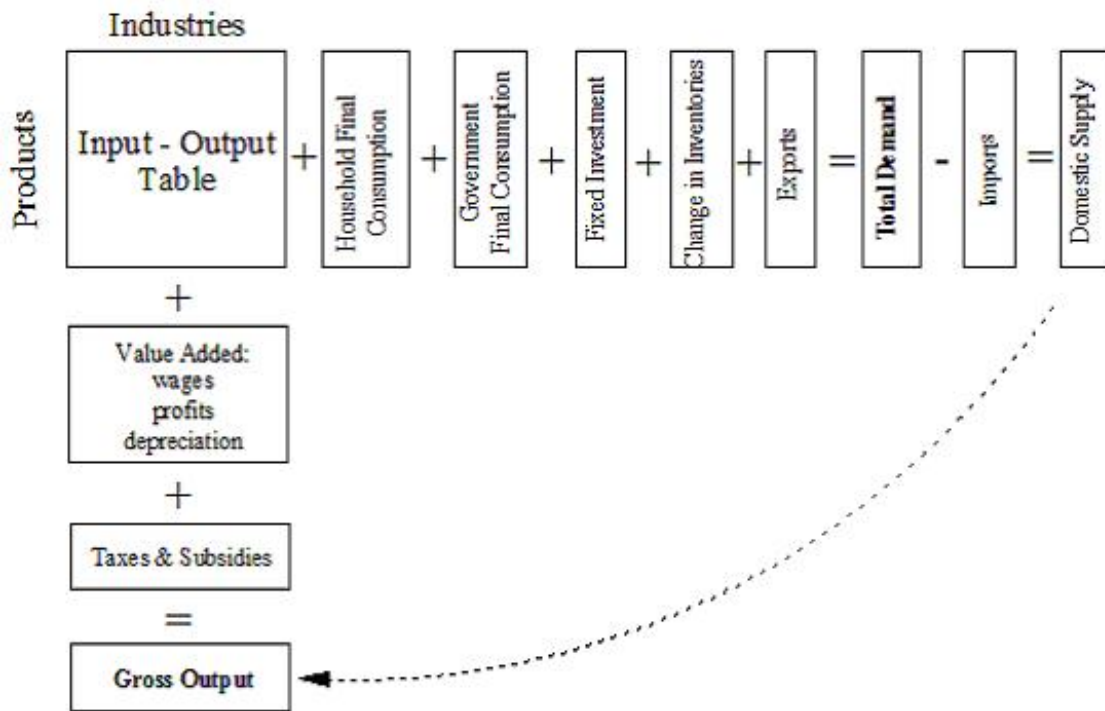 Industries
Products
Input - Output
Table
+
Household Final
Consumption
+
Government
Final Consumption
+
Fixed Investment
+
Change in Inventories
+
Exports
=
Total Demand
-
Imports
=
Domestic Supply
+
Value Added:
wages
profits
depreciation
+
Taxes & Subsidies
=
Gross Output